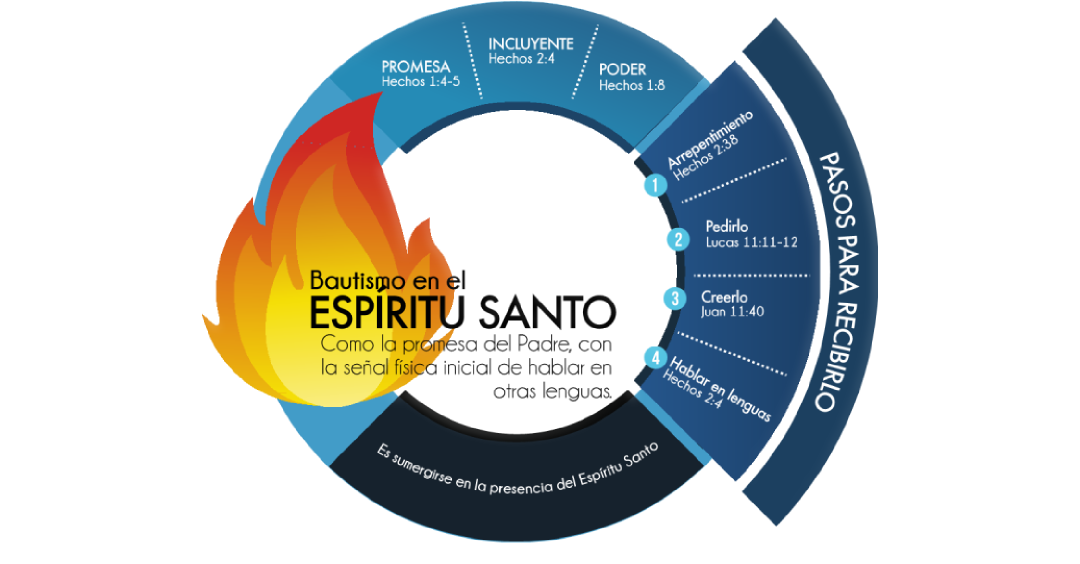 PROMESA
Hechos 1:4-5
INCLUYENTE
Hechos 2:4
PODER
Hechos 1:8
PASOS PARA RECIBIRLO
1
Arrepentimiento
Hechos 2:38
2
Pedirlo
Lucas 11:11-12
3
Creerlo
Juan 11:40
4
Hablar en lenguas
Hechos 2:4
Bautismo en el
ESPÍRITU SANTO
Como la promesa del Padre, con
la señal física inicial de hablar en
otras lenguas.
Es sumergirse en la presencia del Espíritu Santo